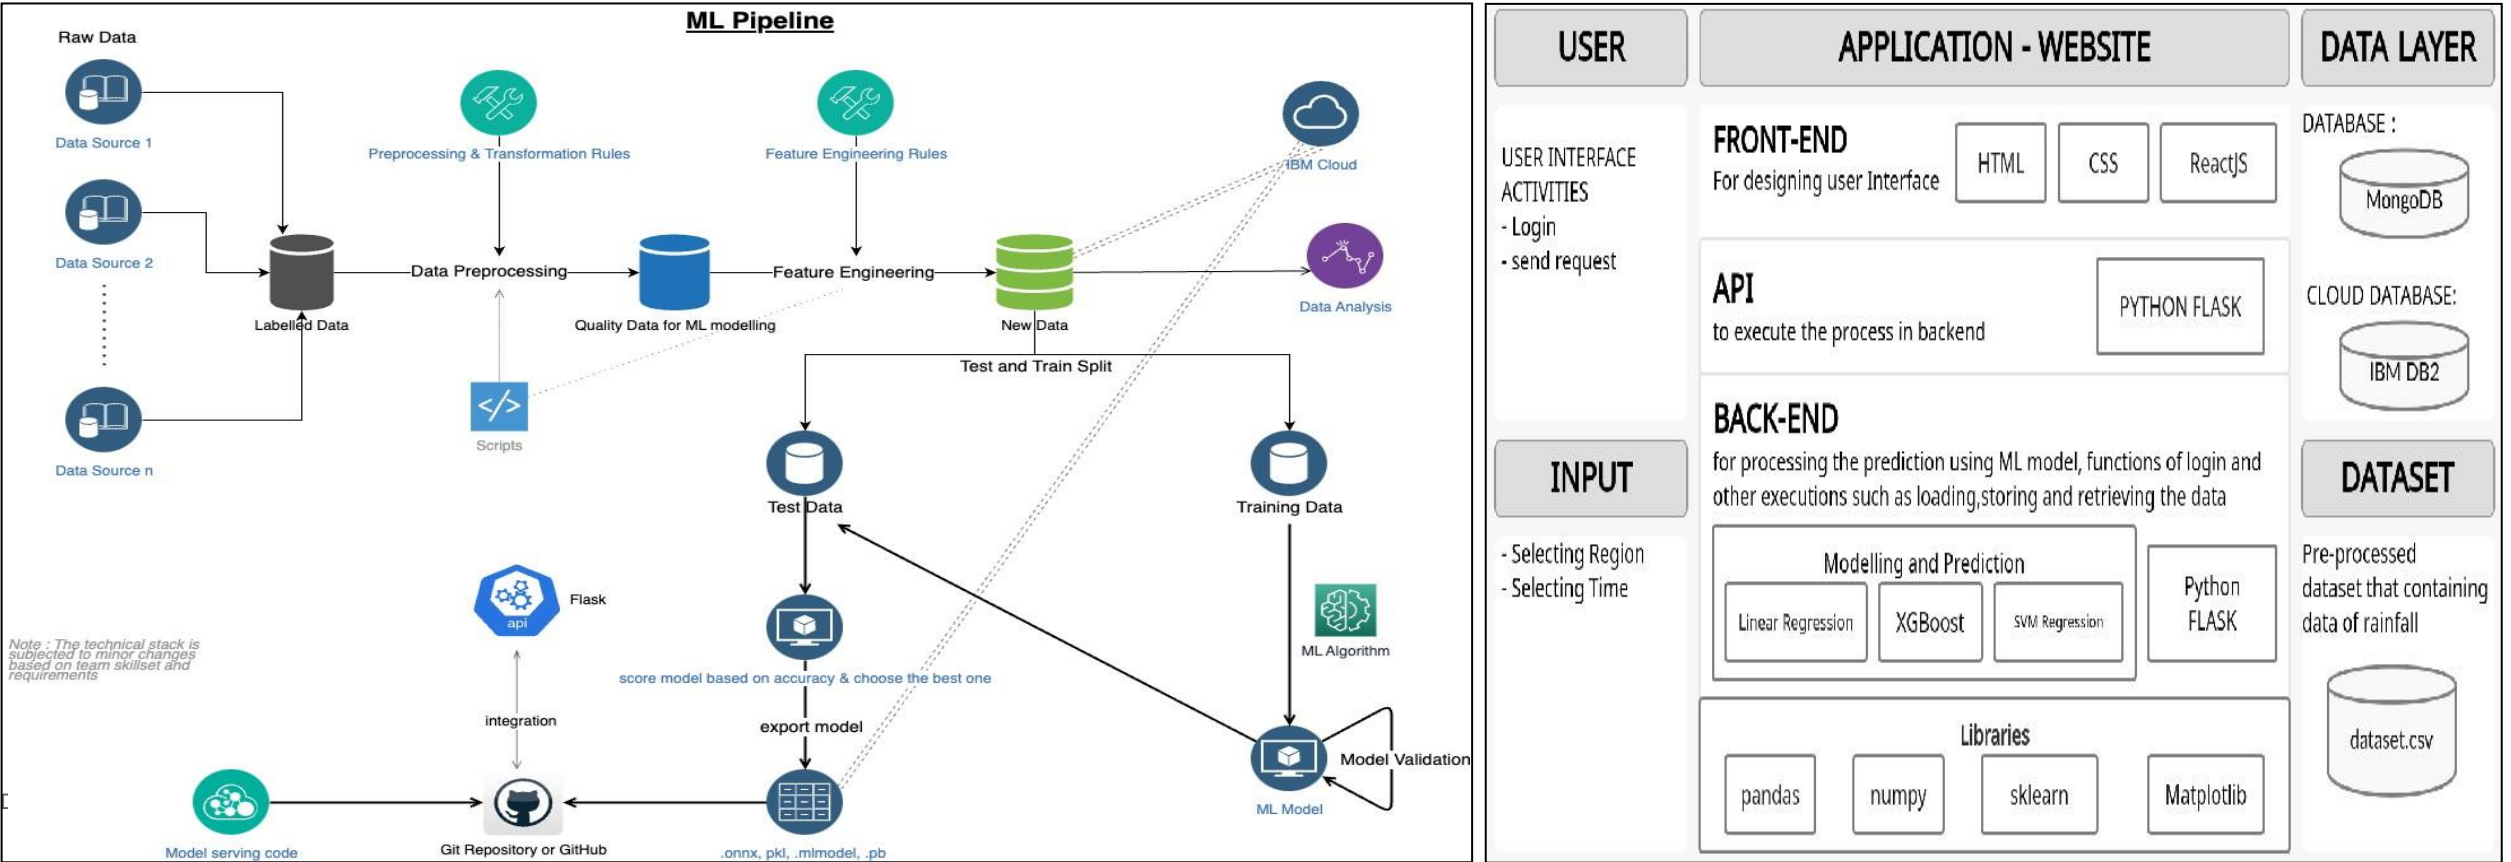 ML Pipeline
Raw Data
Data Source 1
Data Source 2
Data Source n
Labelled Data
Preprocessing & Transformation Rules
Data Preprocessing
Scripts
Quality Data for ML modelling
Feature Engineering Rules
Feature Engineering
New Data
IBM Cloud
Data Analysis
Test and Train Split
Test Data
Training Data
ML Algorithm
Model Validation
ML Model
score model based on accuracy & choose the best one
export model
.onnx, pkl, .mlmodel, .pb
Flask
api
integration
Git Repository or GitHub
Model serving code
Note : The technical stack is
subjected to minor changes
based on team skillset and
requirements
USER
USER INTERFACE
ACTIVITIES
- Login
- send request
INPUT
- Selecting Region
- Selecting Time
APPLICATION - WEBSITE
FRONT-END
For designing user Interface
HTML
CSS
ReactJS
API
to execute the process in backend
PYTHON FLASK
BACK-END
for processing the prediction using ML model, functions of login and
other executions such as loading,storing and retrieving the data
Modelling and Prediction
Linear Regression
XGBoost
SVM Regression
Python
FLASK
Libraries
pandas
numpy
sklearn
Matplotlib
DATA LAYER
DATABASE :
MongoDB
CLOUD DATABASE:
IBM DB2
DATASET
Pre-processed
dataset that containing
data of rainfall
dataset.csv